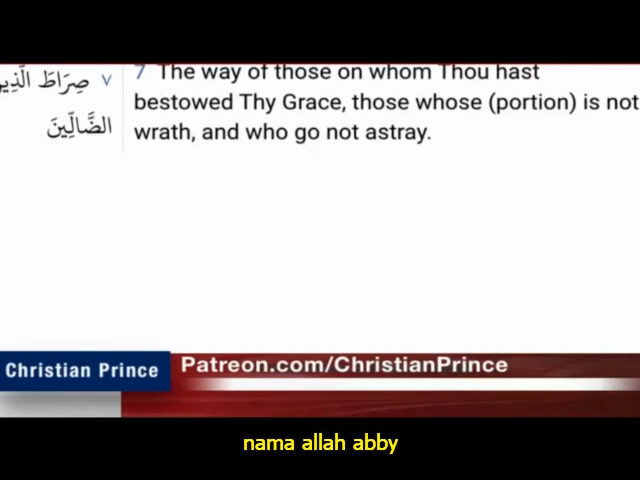 ٧ صِرَاطَ
7 The way of those on whom Thou hast
الضَّالِّينَ
bestowed Thy Grace, those whose (portion) is not
wrath, and who go not astray.
Christian Prince
Patreon.com/ChristianPrince
nama allah abby